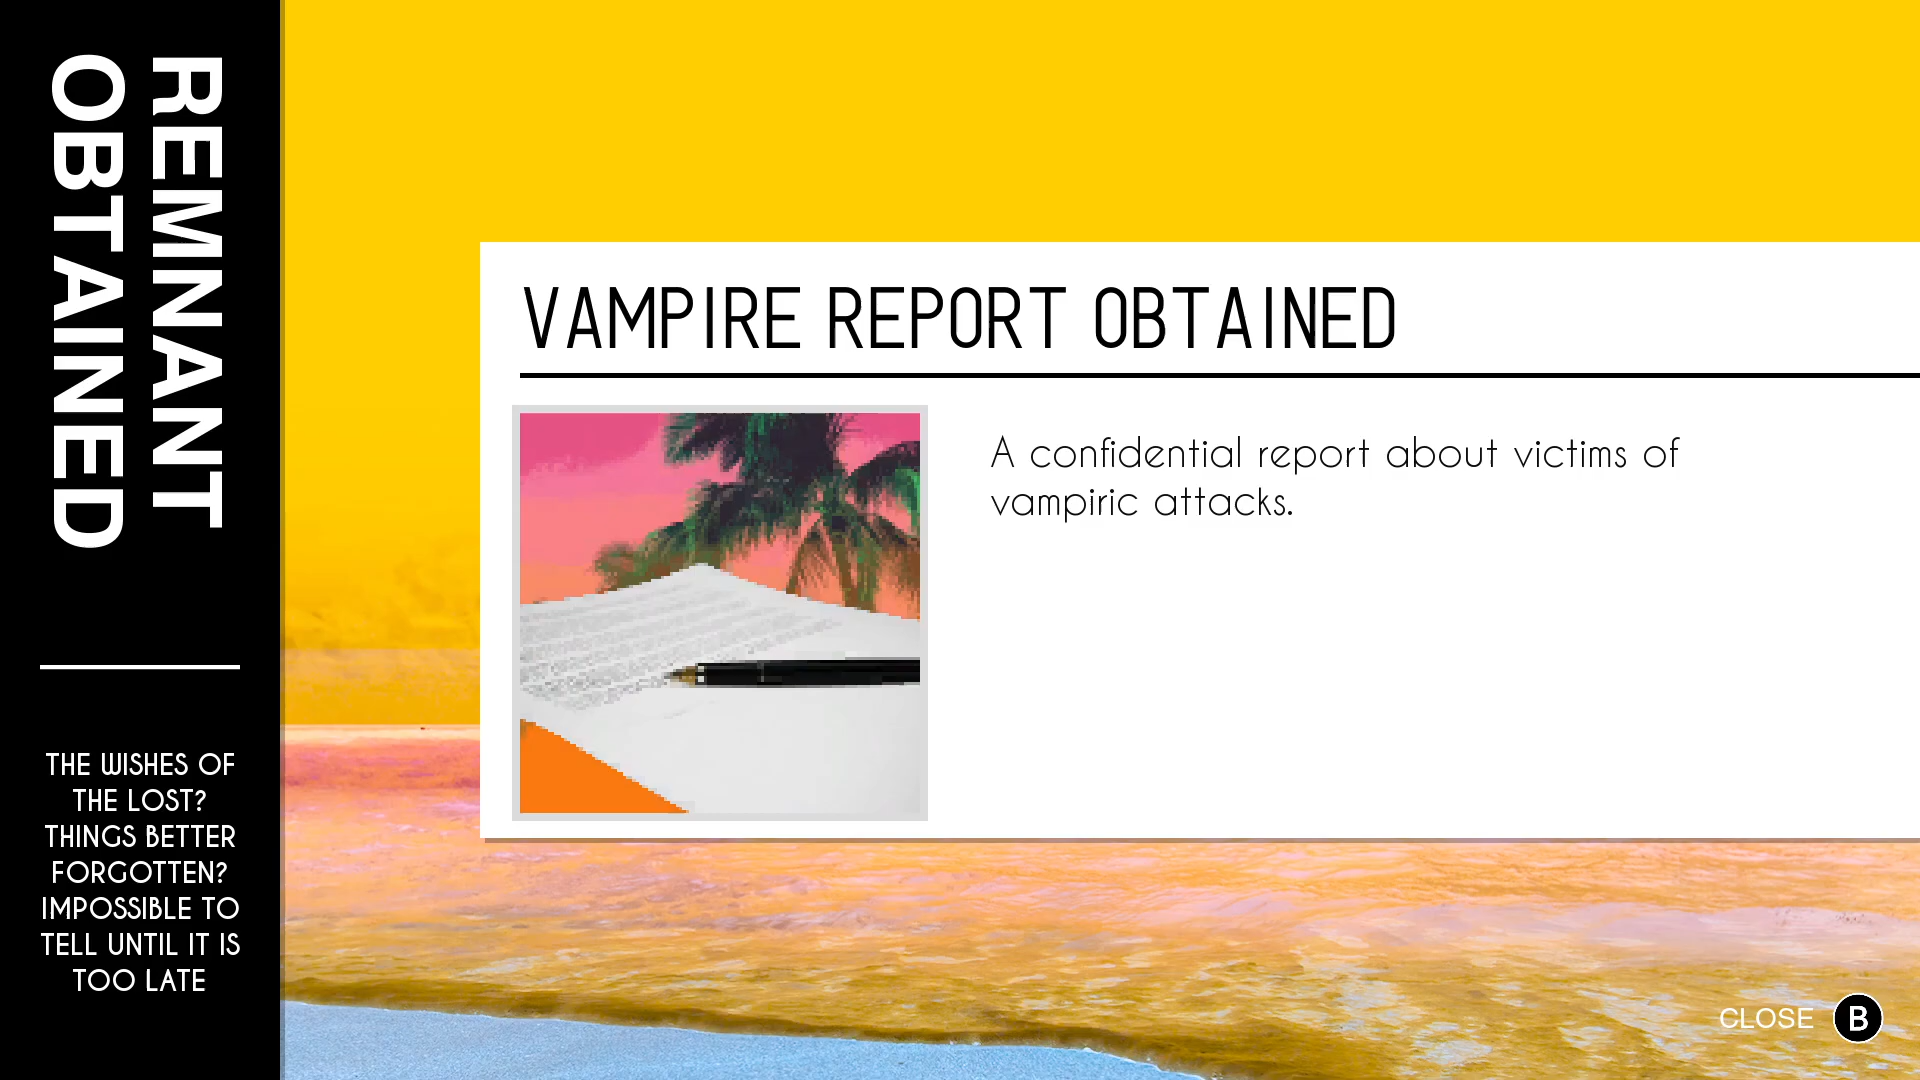 REMNANT
OBTAINED
THE WISHES OF
THE LOST?
THINGS BETTER
FORGOTTEN?
IMPOSSIBLE TO
TELL UNTIL IT IS
TOO LATE
VAMPIRE REPORT OBTAINED
A confidential report about victims of
vampiric attacks.
CLOSE B